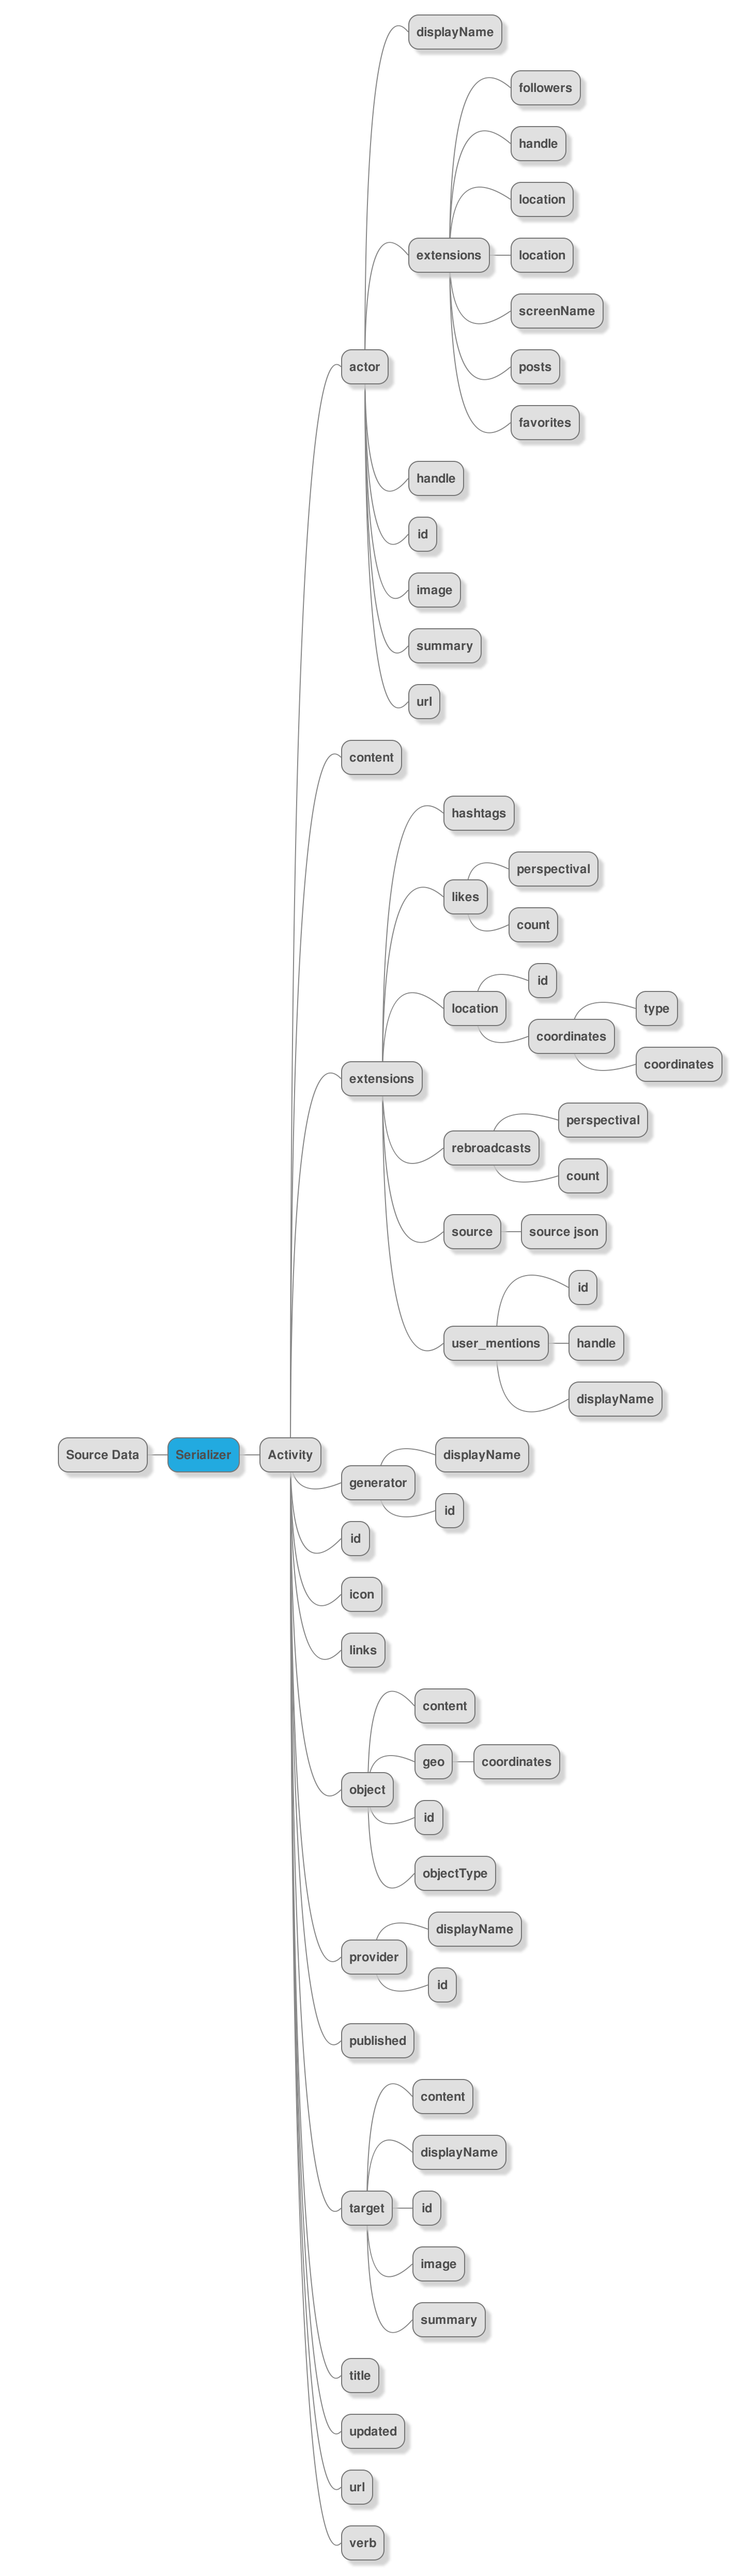 displayName
followers
handle
location
extensions
location
screenName
posts
favorites
actor
handle
id
image
summary
url
content
hashtags
perspectival
likes
count
id
location
type
coordinates
coordinates
extensions
perspectival
rebroadcasts
count
source
source json
id
user_mentions
handle
displayName
Source Data
Serializer
Activity
displayName
generator
id
id
icon
links
content
geo
coordinates
object
id
objectType
displayName
provider
id
published
content
displayName
target
id
image
summary
title
updated
url
verb